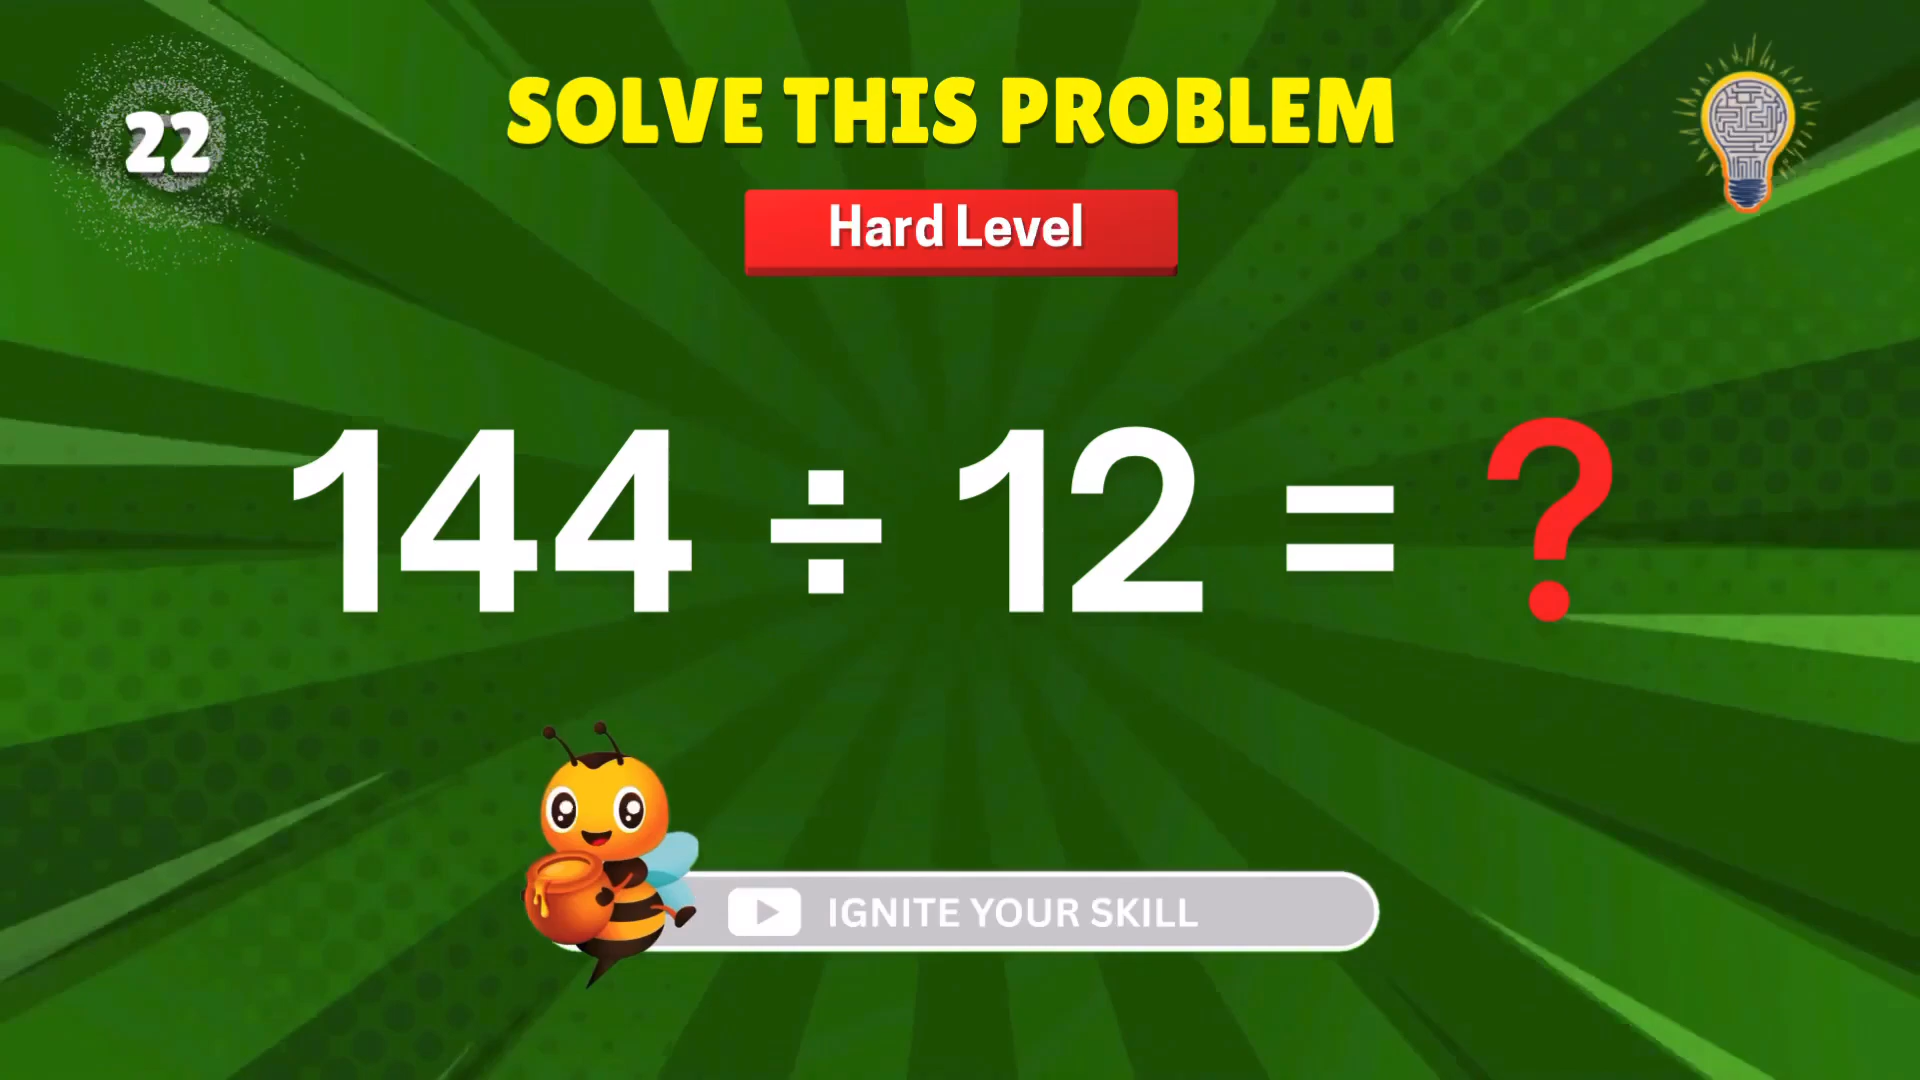 22
SOLVE THIS PROBLEM
Hard Level
144 ÷ 12 = ?
IGNITE YOUR SKILL